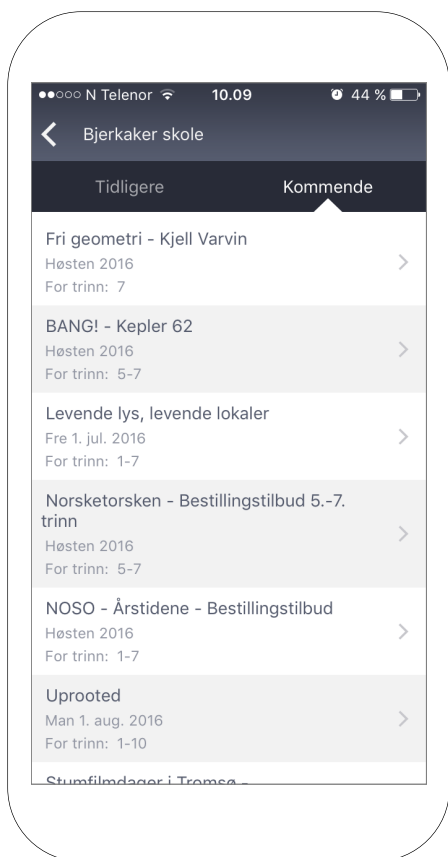 N Telenor 10.09 44 %
Bjerkaker skole
Tidligere Kommende
Fri geometri - Kjell Varvin
Høsten 2016
For trinn: 7
BANG! - Kepler 62
Høsten 2016
For trinn: 5-7
Levende lys, levende lokaler
Fre 1. jul. 2016
For trinn: 1-7
Norsketorsken - Bestillingstilbud 5.-7.
trinn
Høsten 2016
For trinn: 5-7
NOSO - Årstidene - Bestillingstilbud
Høsten 2016
For trinn: 1-7
Uprooted
Man 1. aug. 2016
For trinn: 1-10
Stumfilmdager i Tromsø -